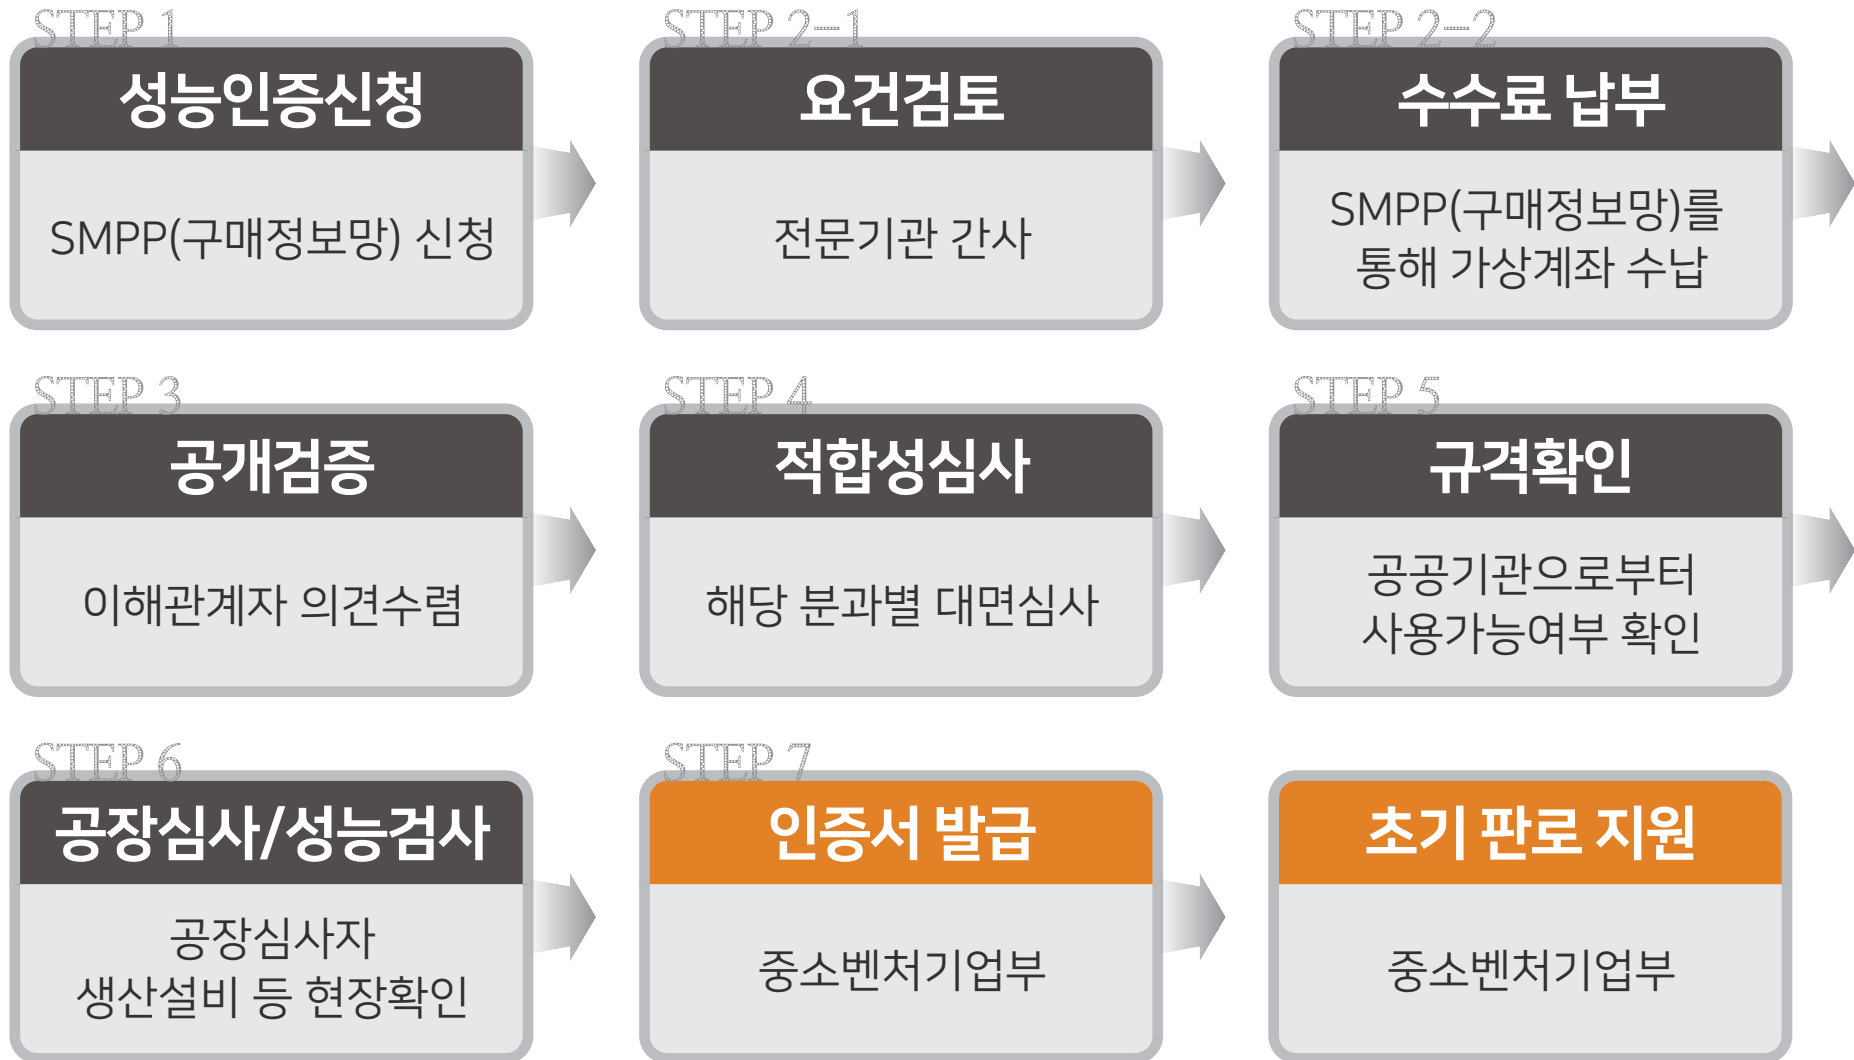 STEP 1
성능인증신청
SMPP(구매정보망) 신청
STEP 2-1
요건검토
전문기관 간사
STEP 2-2
수수료 납부
SMPP(구매정보망)를
통해 가상계좌 수납
STEP 3
공개검증
이해관계자 의견수렴
STEP 4
적합성심사
해당 분과별 대면심사
STEP 5
규격확인
공공기관으로부터
사용가능여부 확인
STEP 6
공장심사/성능검사
공장심사자
생산설비 등 현장확인
STEP 7
인증서 발급
중소벤처기업부
초기 판로 지원
중소벤처기업부